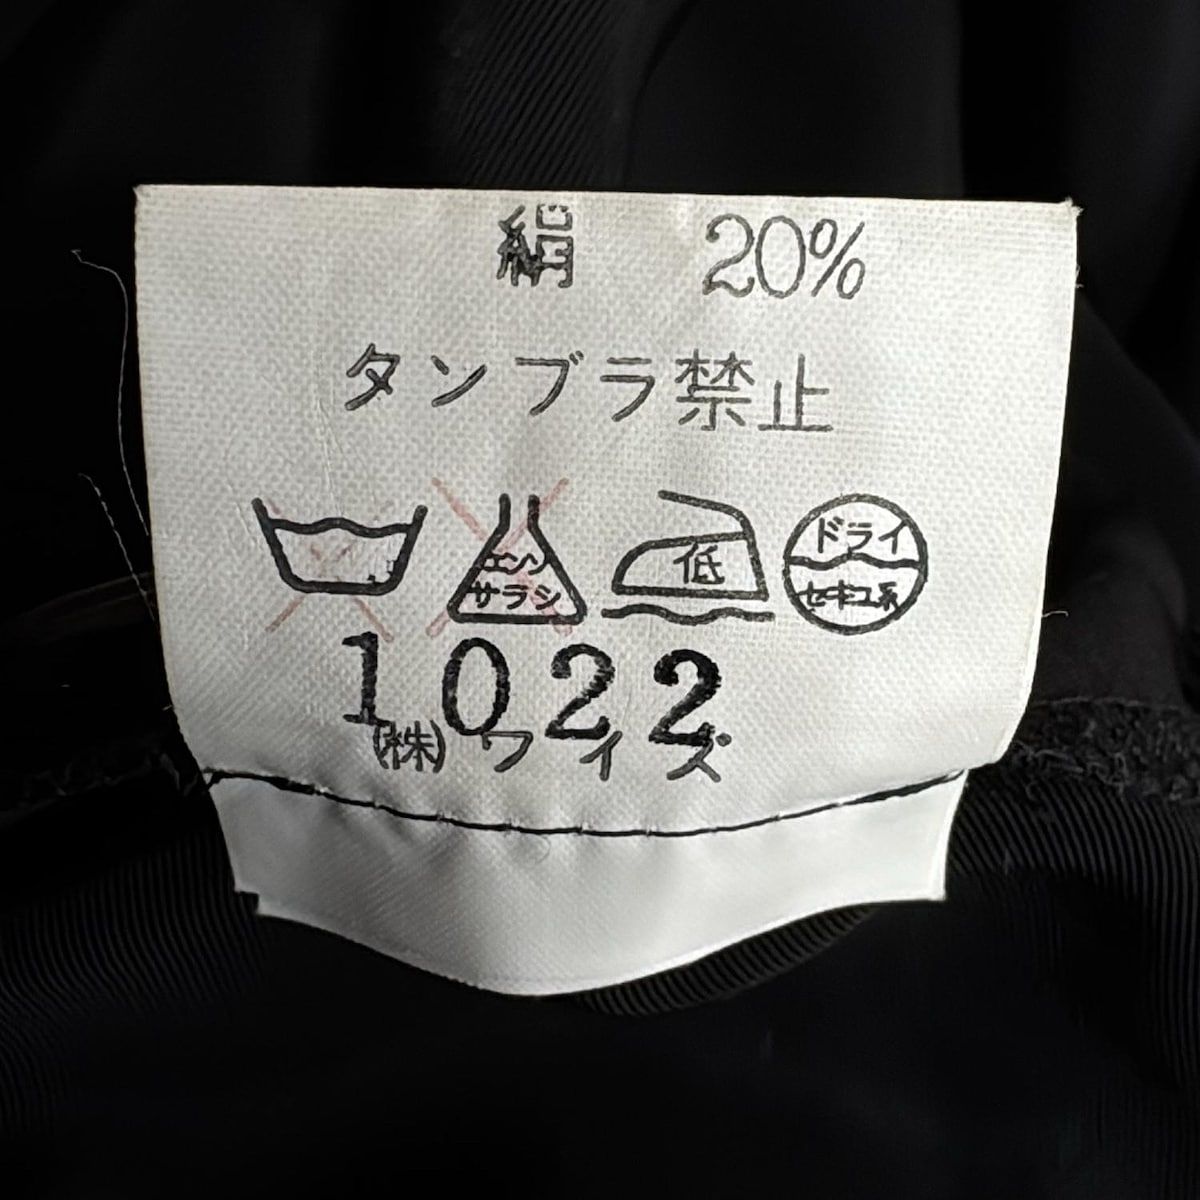 絹 20%
タンブラ禁止
エンソ
サラシ
低
ドライ
セキユ系
1022
(株)ワイズ